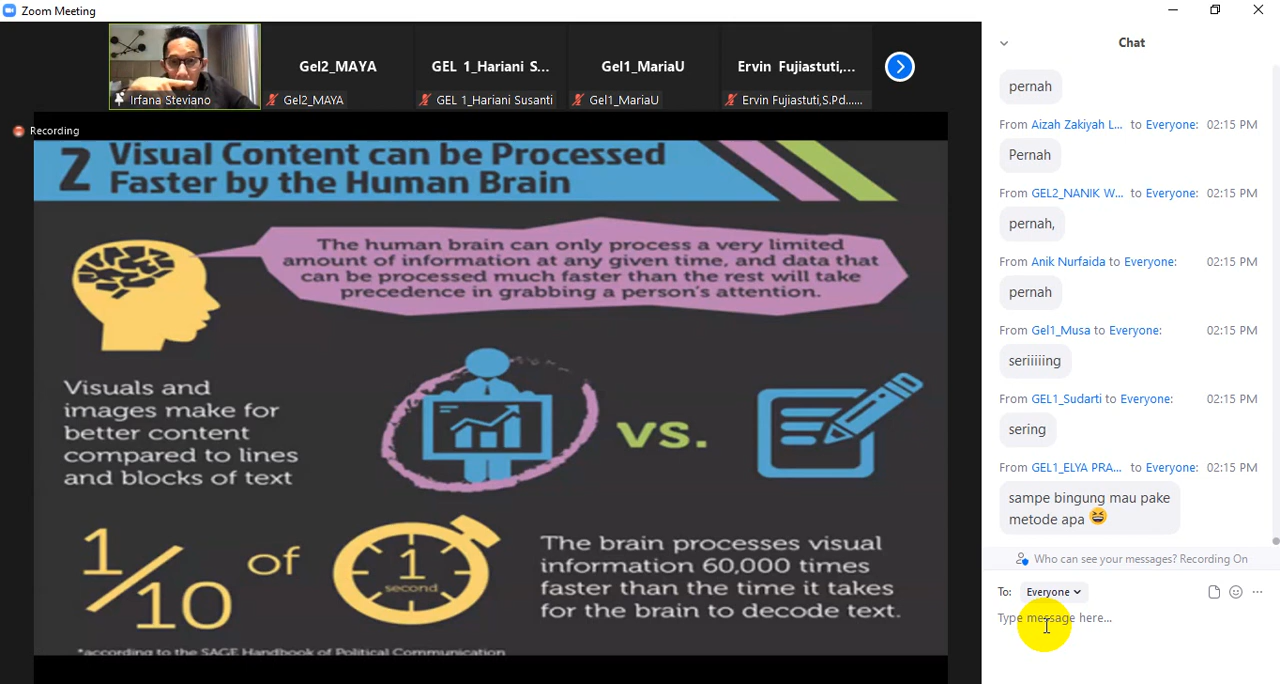 Zoom Meeting
Irfana Steviano
Gel2_MAYA
Gel2_MAYA
GEL 1_Hariani S...
GEL 1_Hariani Susanti
Gel1_MariaU
Gel1_MariaU
Ervin Fujiastuti,...
Ervin Fujiastuti,S.Pd.....
Recording
2 Visual Content can be Processed
Faster by the Human Brain
The human brain can only process a very limited
amount of information at any given time, and data that
can be processed much faster than the rest will take
precedence in grabbing a person's attention.
Visuals and
images make for
better content
compared to lines
and blocks of text
vs.
1/10 of
1
second
The brain processes visual
information 60,000 times
faster than the time it takes
for the brain to decode text.
*according to the SAGE Handbook of Political Communication
Chat
pernah
From Aizah Zakiyah L... to Everyone: 02:15 PM
Pernah
From GEL2_NANIK W... to Everyone: 02:15 PM
pernah,
From Anik Nurfaida to Everyone: 02:15 PM
pernah
From Gel1_Musa to Everyone: 02:15 PM
seriiiiing
From GEL1_Sudarti to Everyone: 02:15 PM
sering
From GEL1_ELYA PRA... to Everyone: 02:15 PM
sampe bingung mau pake
metode apa 😆
Who can see your messages? Recording On
To: Everyone
Type message here...